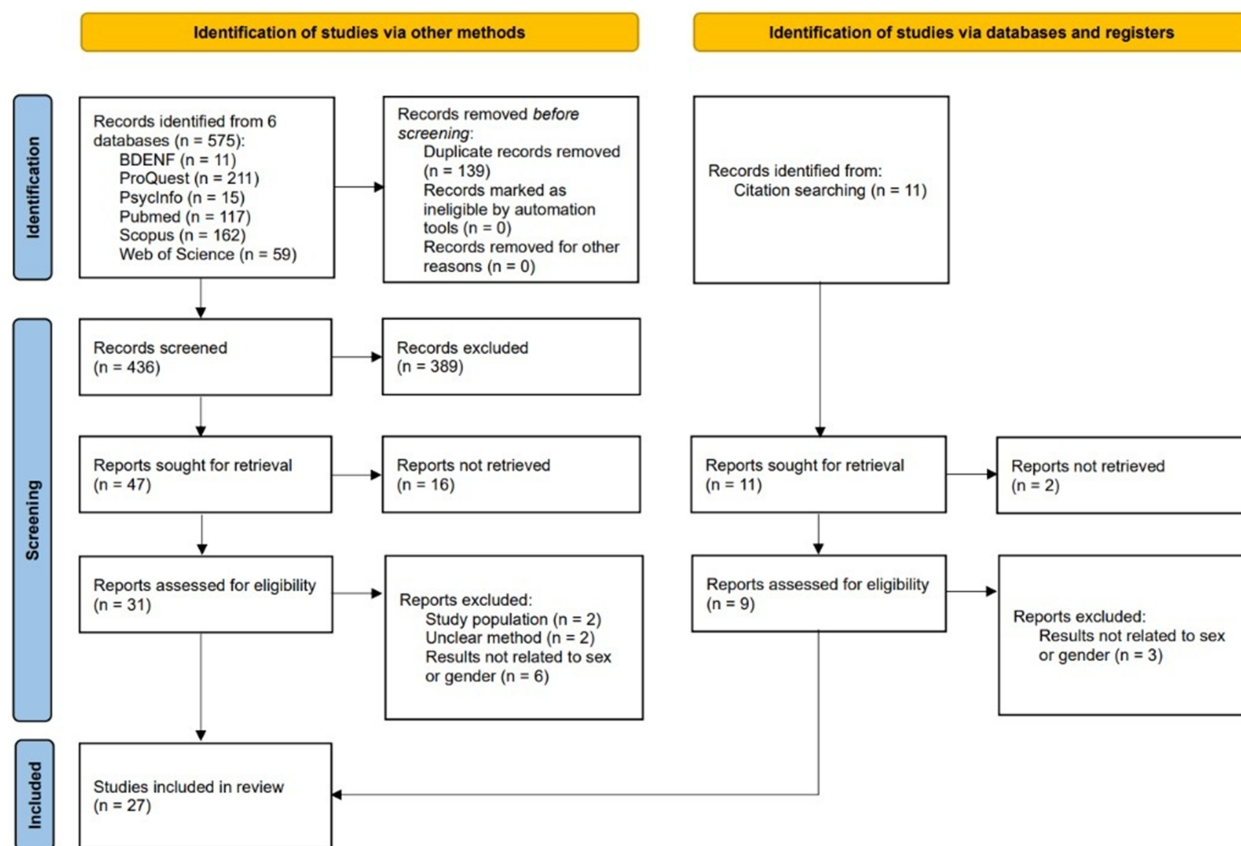 Identification of studies via other methods
Identification of studies via databases and registers
Identification
Records identified from 6
databases (n = 575):
BDENF (n = 11)
ProQuest (n = 211)
PsycInfo (n = 15)
Pubmed (n = 117)
Scopus (n = 162)
Web of Science (n = 59)
Records removed before
screening:
Duplicate records removed
(n = 139)
Records marked as
ineligible by automation
tools (n = 0)
Records removed for other
reasons (n = 0)
Records identified from:
Citation searching (n = 11)
Screening
Records screened
(n = 436)
Records excluded
(n = 389)
Reports sought for retrieval
(n = 47)
Reports not retrieved
(n = 16)
Reports sought for retrieval
(n = 11)
Reports not retrieved
(n = 2)
Reports assessed for eligibility
(n = 31)
Reports excluded:
Study population (n = 2)
Unclear method (n = 2)
Results not related to sex
or gender (n = 6)
Reports assessed for eligibility
(n = 9)
Reports excluded:
Results not related to sex
or gender (n = 3)
Included
Studies included in review
(n = 27)